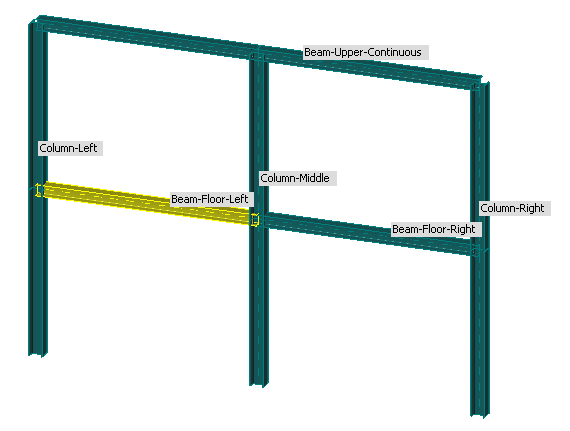 Beam-Upper-Continuous
Column-Left
Column-Middle
Beam-Floor-Left
Column-Right
Beam-Floor-Right